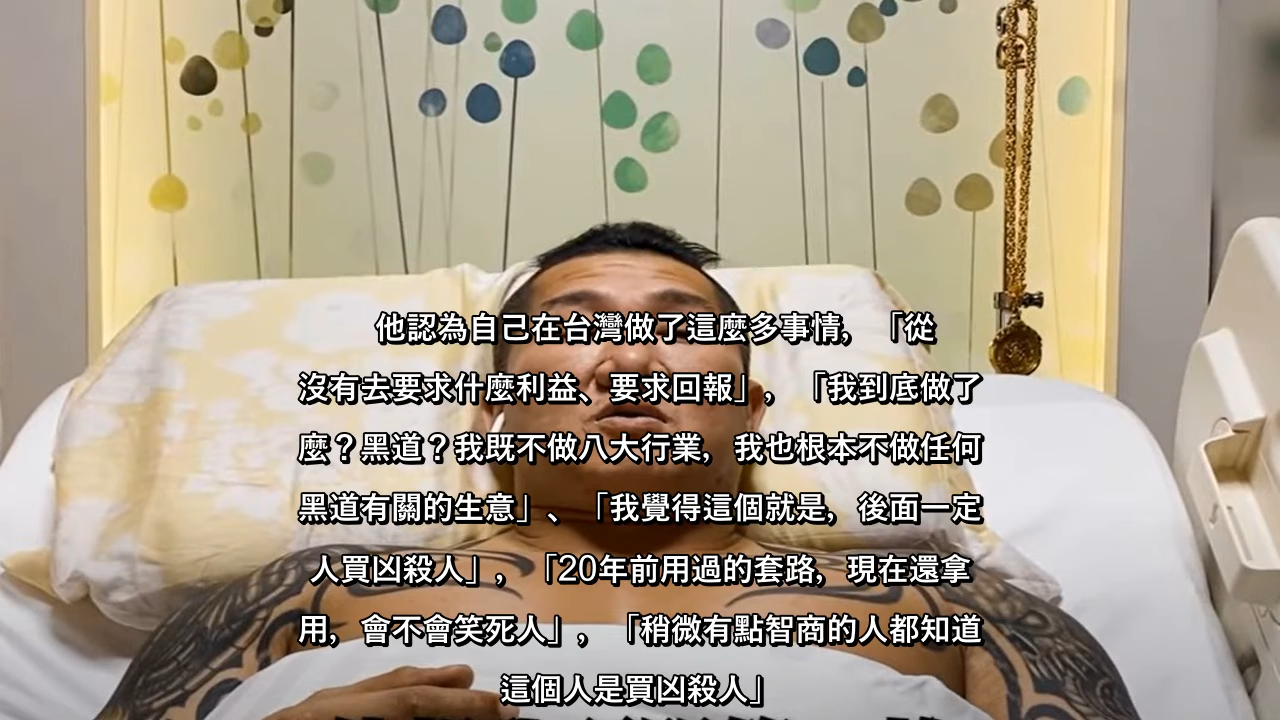 他認為自己在台灣做了這麼多事情，「從
沒有去要求什麼利益、要求回報」，「我到底做了
麼？黑道？我既不做八大行業，我也根本不做任何
黑道有關的生意」、「我覺得這個就是，後面一定
人買凶殺人」，「20年前用過的套路，現在還拿
用，會不會笑死人」，「稍微有點智商的人都知道
這個人是買凶殺人」